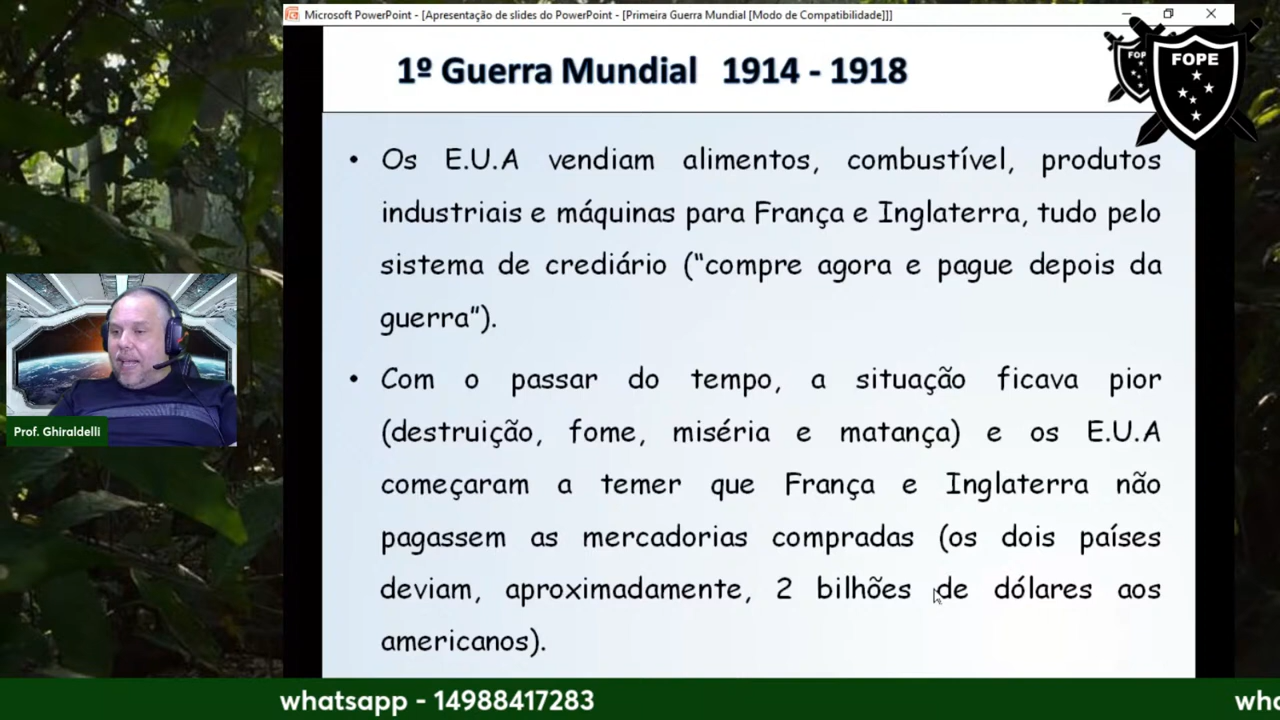 Microsoft PowerPoint - [Apresentação de slides do PowerPoint - [Primeira Guerra Mundial [Modo de Compatibilidade]]]
1º Guerra Mundial 1914 - 1918
FOP
FOPE
• Os E.U.A vendiam alimentos, combustível, produtos
industriais e máquinas para França e Inglaterra, tudo pelo
sistema de crediário (“compre agora e pague depois da
guerra”).
• Com o passar do tempo, a situação ficava pior
(destruição, fome, miséria e matança) e os E.U.A
começaram a temer que França e Inglaterra não
pagassem as mercadorias compradas (os dois países
deviam, aproximadamente, 2 bilhões de dólares aos
americanos).
Prof. Ghiraldelli
whatsapp - 14988417283 wha